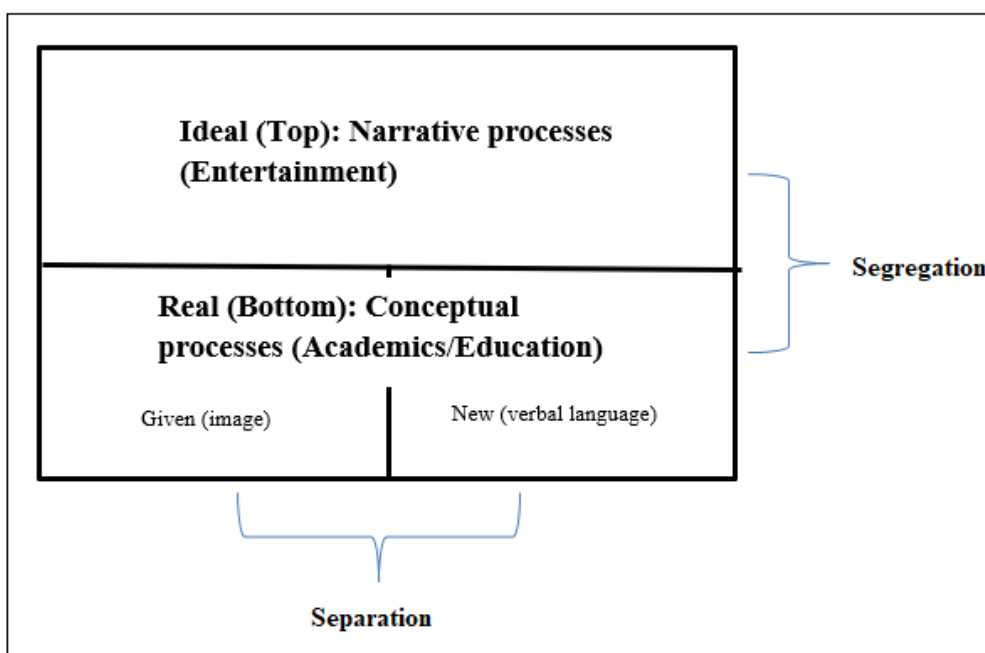 Ideal (Top): Narrative processes
(Entertainment)
Segregation
Real (Bottom): Conceptual
processes (Academics/Education)
Given (image)
New (verbal language)
Separation